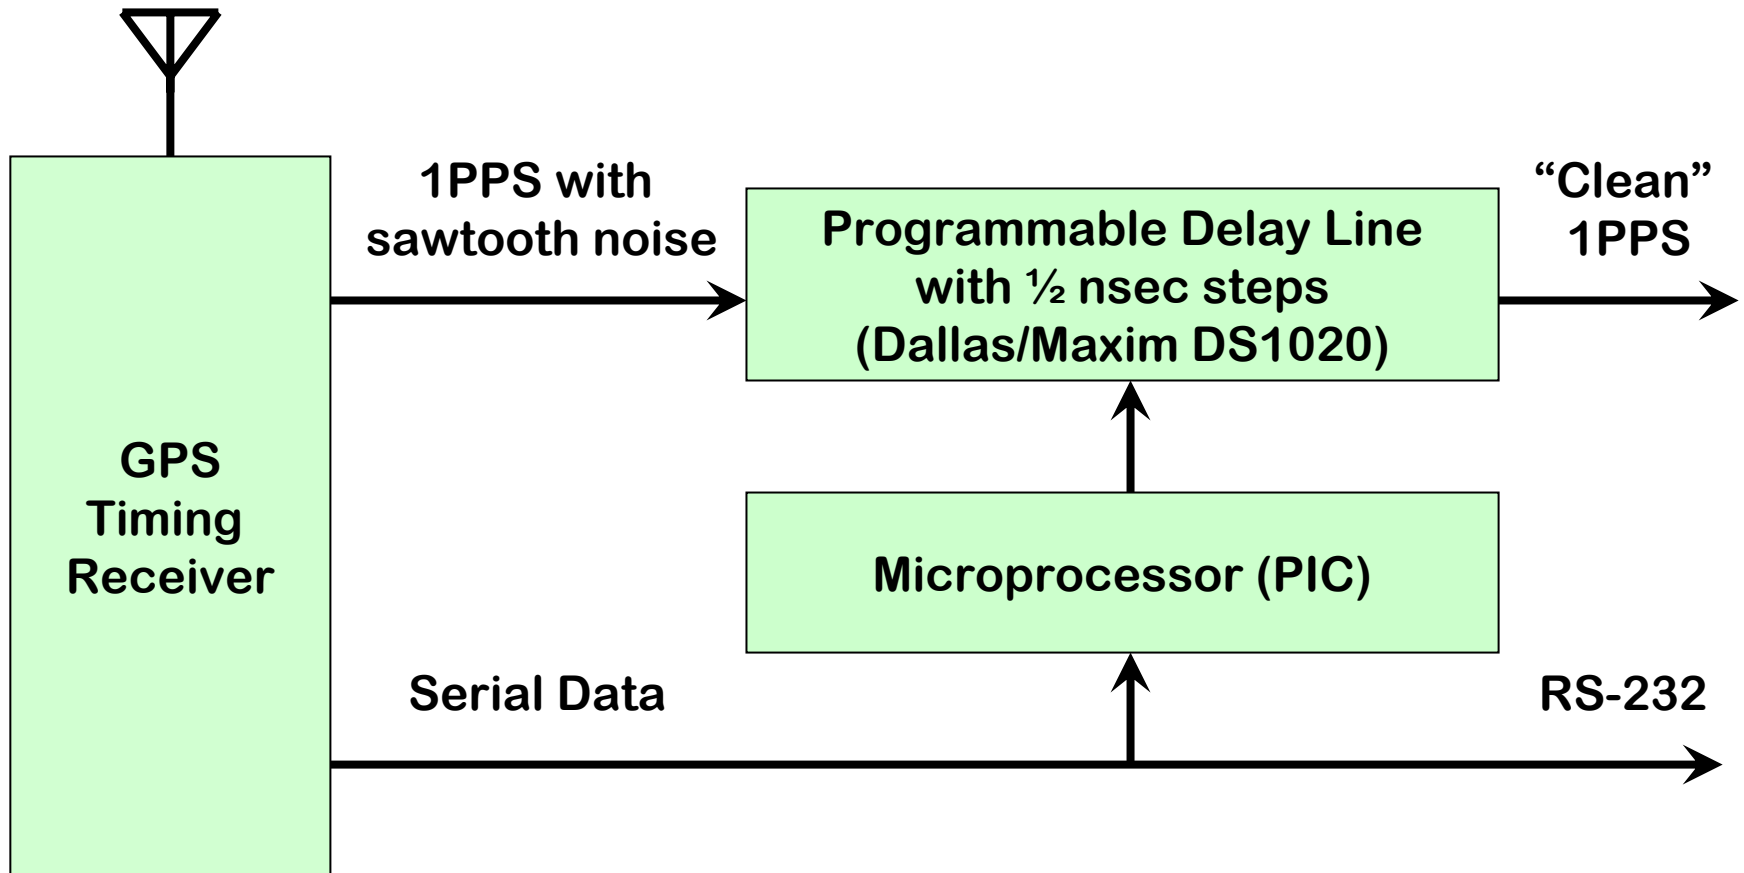 1PPS with
sawtooth noise
Programmable Delay Line
with ½ nsec steps
(Dallas/Maxim DS1020)
“Clean”
1PPS
GPS
Timing
Receiver
Microprocessor (PIC)
Serial Data
RS-232